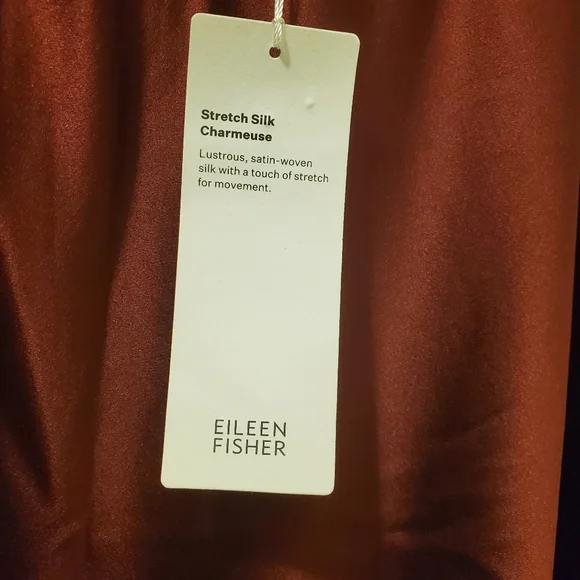 Stretch Silk
Charmeuse
Lustrous, satin-woven
silk with a touch of stretch
for movement.
EILEEN
FISHER